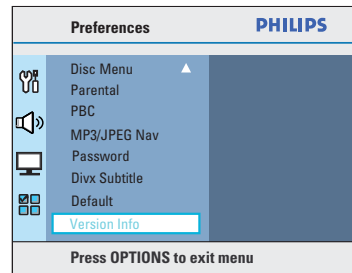 Preferences
PHILIPS
Disc Menu
Parental
PBC
MP3/JPEG Nav
Password
Divx Subtitle
Default
Version Info
Press OPTIONS to exit menu